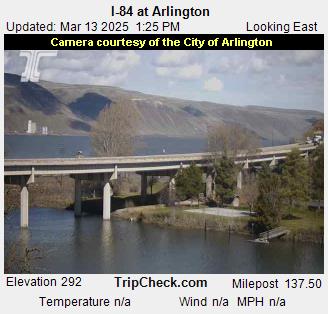 I-84 at Arlington
Updated: Mar 13 2025 1:25 PM Looking East
Camera courtesy of the City of Arlington
Elevation 292 TripCheck.com Milepost 137.50
Temperature n/a Wind n/a MPH n/a